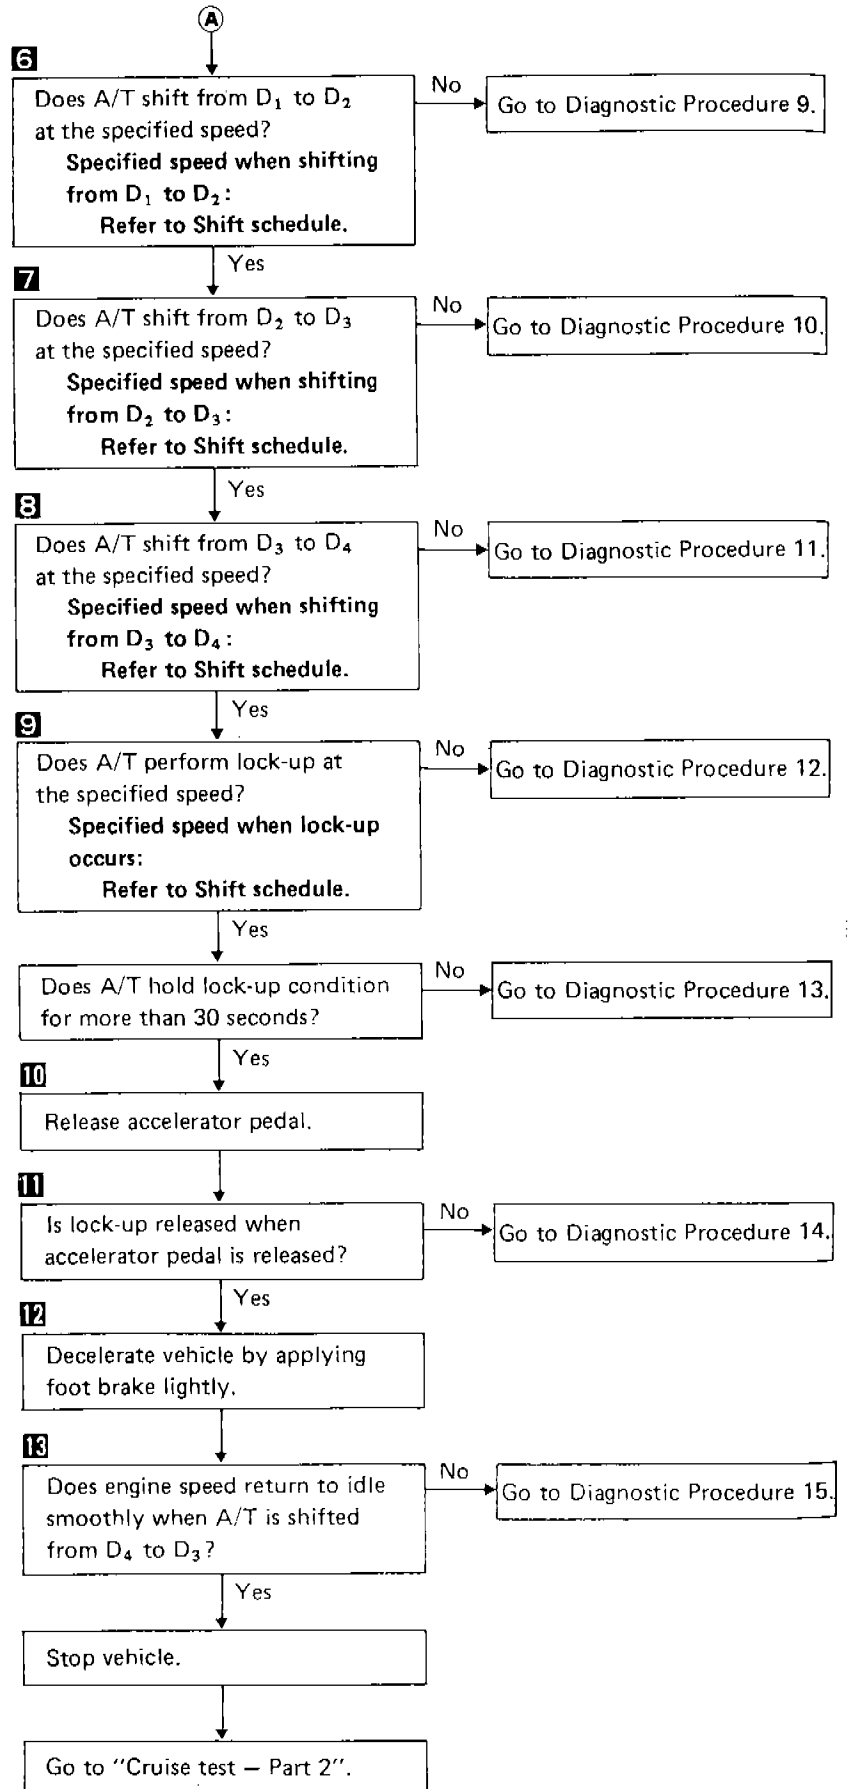 A
6
Does A/T shift from D₁ to D₂
at the specified speed?
Specified speed when shifting
from D₁ to D₂:
Refer to Shift schedule.
No
Go to Diagnostic Procedure 9.
Yes
7
Does A/T shift from D₂ to D₃
at the specified speed?
Specified speed when shifting
from D₂ to D₃:
Refer to Shift schedule.
No
Go to Diagnostic Procedure 10.
Yes
8
Does A/T shift from D₃ to D₄
at the specified speed?
Specified speed when shifting
from D₃ to D₄:
Refer to Shift schedule.
No
Go to Diagnostic Procedure 11.
Yes
9
Does A/T perform lock-up at
the specified speed?
Specified speed when lock-up
occurs:
Refer to Shift schedule.
No
Go to Diagnostic Procedure 12.
Yes
Does A/T hold lock-up condition
for more than 30 seconds?
No
Go to Diagnostic Procedure 13.
Yes
10
Release accelerator pedal.
11
Is lock-up released when
accelerator pedal is released?
No
Go to Diagnostic Procedure 14.
Yes
12
Decelerate vehicle by applying
foot brake lightly.
13
Does engine speed return to idle
smoothly when A/T is shifted
from D₄ to D₃?
No
Go to Diagnostic Procedure 15.
Yes
Stop vehicle.
Go to "Cruise test — Part 2".